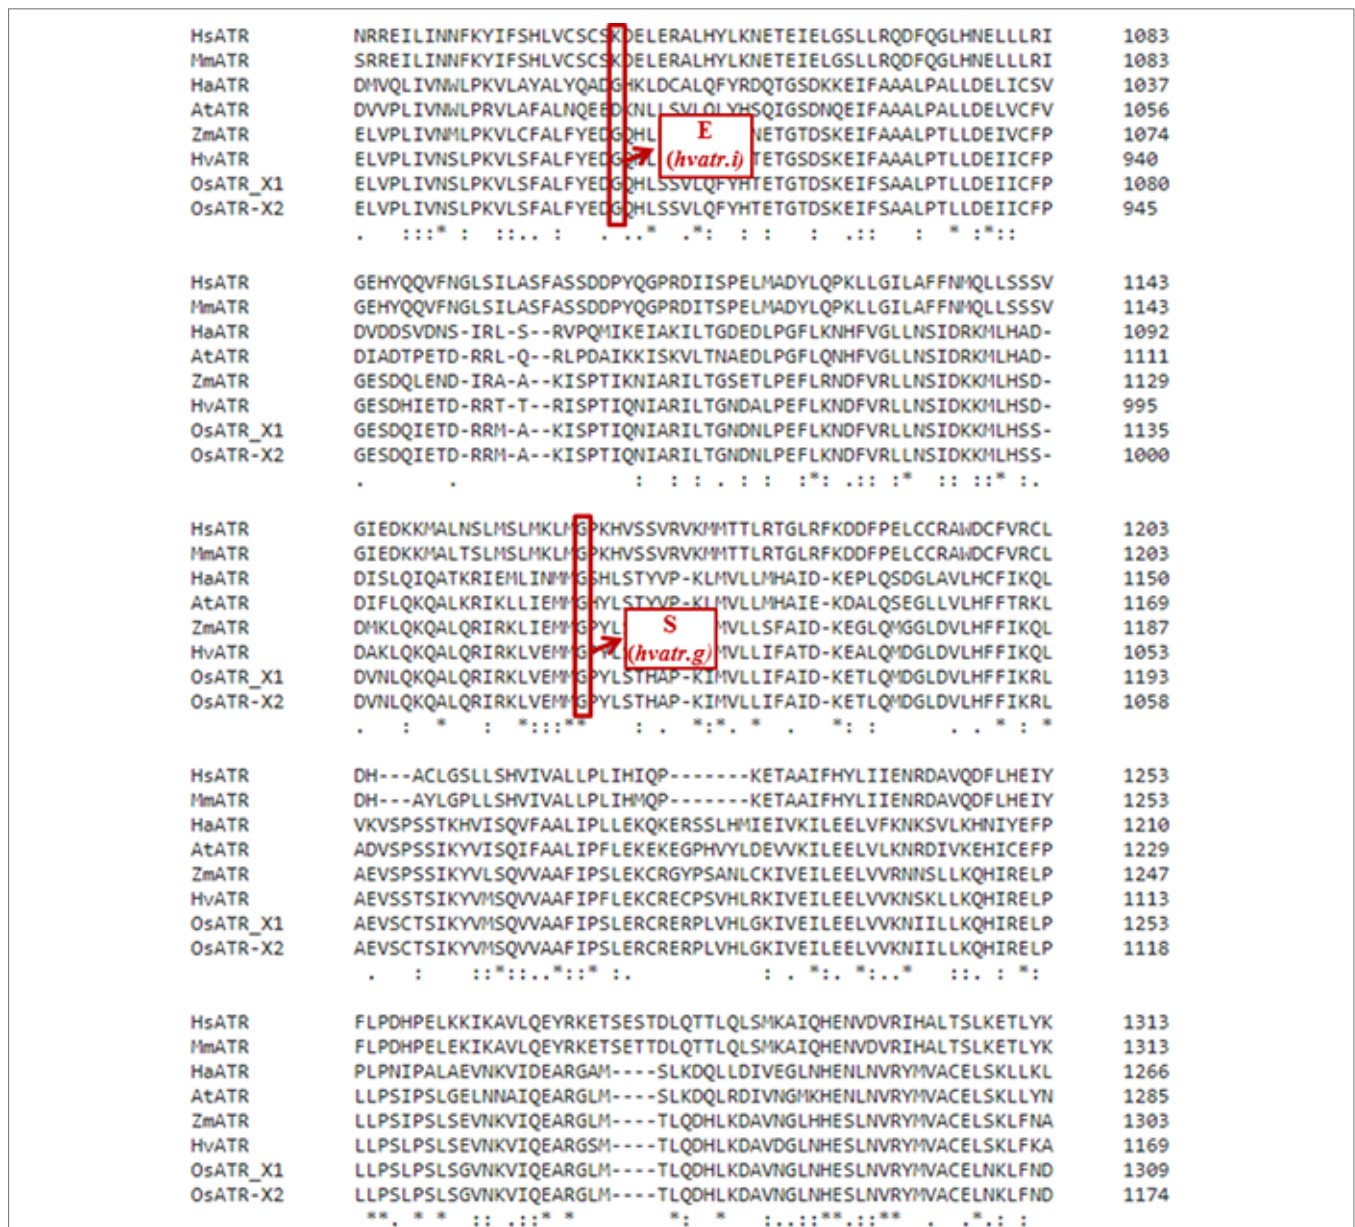 HsATR NRREILINNFKYIFSHLVCSCSKDELERALHYLKNETEIELGSLLRQDFQGLHNELLLRI 1083
MmATR SRREILINNFKYIFSHLVCSCSKDELERALHYLKNETEIELGSLLRQDFQGLHNELLLRI 1083
HaATR DMVQLIVNWLPKVLAYALYQADGHKLDCALQFYRDQTGSDKKEIFAAALPALLDELICSV 1037
AtATR DVVPLIVNWLPRVLAFALNQEEDKNLLSVLQLYHSQIGSDNQEIFAAALPALLDELVCFV 1056
ZmATR ELVPLIVNMLPKVLCFALFYEDGQHL NETGTDSKEIFAAALPTLLDEIVCFP 1074
E
HvATR ELVPLIVNSLPKVLSFALFYEDGQHL TETGSDSKEIFAAALPTLLDEIICFP 940
(hvatr.i)
OsATR_X1 ELVPLIVNSLPKVLSFALFYEDGQHLSSVLQFYHTETGTDSKEIFSAALPTLLDEIICFP 1080
OsATR-X2 ELVPLIVNSLPKVLSFALFYEDGQHLSSVLQFYHTETGTDSKEIFSAALPTLLDEIICFP 945
. :::* : ::.. : . ..* .*: : : : .:: : * :*::
HsATR GEHYQQVFNGLSILASFASSDDPYQGPRDIISPELMADYLQPKLLGILAFFNMQLLSSSV 1143
MmATR GEHYQQVFNGLSILASFASSDDPYQGPRDITSPELMADYLQPKLLGILAFFNMQLLSSSV 1143
HaATR DVDDSVDNS-IRL-S--RVPQMIKEIAKILTGDEDLPGFLKNHFVGLLNSIDRKMLHAD- 1092
AtATR DIADTPETD-RRL-Q--RLPDAIKKISKVLTNAEDLPGFLQNHFVGLLNSIDRKMLHAD- 1111
ZmATR GESDQLEND-IRA-A--KISPTIKNIARILTGSETLPEFLRNDFVRLLNSIDKKMLHSD- 1129
HvATR GESDHIETD-RRT-T--RISPTIQNIARILTGNDALPEFLKNDFVRLLNSIDKKMLHSD- 995
OsATR_X1 GESDQIETD-RRM-A--KISPTIQNIARILTGNDNLPEFLKNDFVRLLNSIDKKMLHSS- 1135
OsATR-X2 GESDQIETD-RRM-A--KISPTIQNIARILTGNDNLPEFLKNDFVRLLNSIDKKMLHSS- 1000
. . : : : . : : :*: .:: :* :: ::* :.
HsATR GIEDKKMALNSLMSLMKLMGPKHVSSVRVKMMTTLRTGLRFKDDFPELCCRAWDCFVRCL 1203
MmATR GIEDKKMALTSLMSLMKLMGPKHVSSVRVKMMTTLRTGLRFKDDFPELCCRAWDCFVRCL 1203
HaATR DISLQIQATKRIEMLINMMGSHLSTYVP-KLMVLLMHAID-KEPLQSDGLAVLHCFIKQL 1150
AtATR DIFLQKQALKRIKLLIEMMGHYLSTYVP-KLMVLLMHAIE-KDALQSEGLLVLHFFTRKL 1169
ZmATR DMKLQKQALQRIRKLIEMMGPYL MVLLSFAID-KEGLQMGGLDVLHFFIKQL 1187
S
HvATR DAKLQKQALQRIRKLVEMMGPYL MVLLIFATD-KEALQMDGLDVLHFFIKQL 1053
(hvatr.g)
OsATR_X1 DVNLQKQALQRIRKLVEMMGPYLSTHAP-KIMVLLIFAID-KETLQMDGLDVLHFFIKRL 1193
OsATR-X2 DVNLQKQALQRIRKLVEMMGPYLSTHAP-KIMVLLIFAID-KETLQMDGLDVLHFFIKRL 1058
. : * : *:::** : . *:*. * . *: : . . * : *
HsATR DH---ACLGSLLSHVIVALLPLIHIQP-------KETAAIFHYLIIENRDAVQDFLHEIY 1253
MmATR DH---AYLGPLLSHVIVALLPLIHMQP-------KETAAIFHYLIIENRDAVQDFLHEIY 1253
HaATR VKVSPSSTKHVISQVFAALIPLLEKQKERSSLHMIEIVKILEELVFKNKSVLKHNIYEFP 1210
AtATR ADVSPSSIKYVISQIFAALIPFLEKEKEGPHVYLDEVVKILEELVLKNRDIVKEHICEFP 1229
ZmATR AEVSPSSIKYVLSQVVAAFIPSLEKCRGYPSANLCKIVEILEELVVRNNSLLKQHIRELP 1247
HvATR AEVSSTSIKYVMSQVVAAFIPFLEKCRECPSVHLRKIVEILEELVVKNSKLLKQHIRELP 1113
OsATR_X1 AEVSCTSIKYVMSQVVAAFIPSLERCRERPLVHLGKIVEILEELVVKNIILLKQHIRELP 1253
OsATR-X2 AEVSCTSIKYVMSQVVAAFIPSLERCRERPLVHLGKIVEILEELVVKNIILLKQHIRELP 1118
. : ::*::..*::* :. : . *:. *:..* ::. : *:
HsATR FLPDHPELKKIKAVLQEYRKETSESTDLQTTLQLSMKAIQHENVDVRIHALTSLKETLYK 1313
MmATR FLPDHPELEKIKAVLQEYRKETSETTDLQTTLQLSMKAIQHENVDVRIHALTSLKETLYK 1313
HaATR PLPNIPALAEVNKVIDEARGAM----SLKDQLLDIVEGLNHENLNVRYMVACELSKLLKL 1266
AtATR LLPSIPSLGELNNAIQEARGLM----SLKDQLRDIVNGMKHENLNVRYMVACELSKLLYN 1285
ZmATR LLPSIPSLSEVNKVIQEARGLM----TLQDHLKDAVNGLHHESLNVRYMVACELSKLFNA 1303
HvATR LLPSLPSLSEVNKVIQEARGSM----TLQDHLKDAVDGLNHESLNVRYMVACELSKLFKA 1169
OsATR_X1 LLPSLPSLSGVNKVIQEARGLM----TLQDHLKDAVNGLNHESLNVRYMVACELNKLFND 1309
OsATR-X2 LLPSLPSLSGVNKVIQEARGLM----TLQDHLKDAVNGLNHESLNVRYMVACELNKLFND 1174
**. * * :: .::* * *: * :..::**.::** . .*.: :